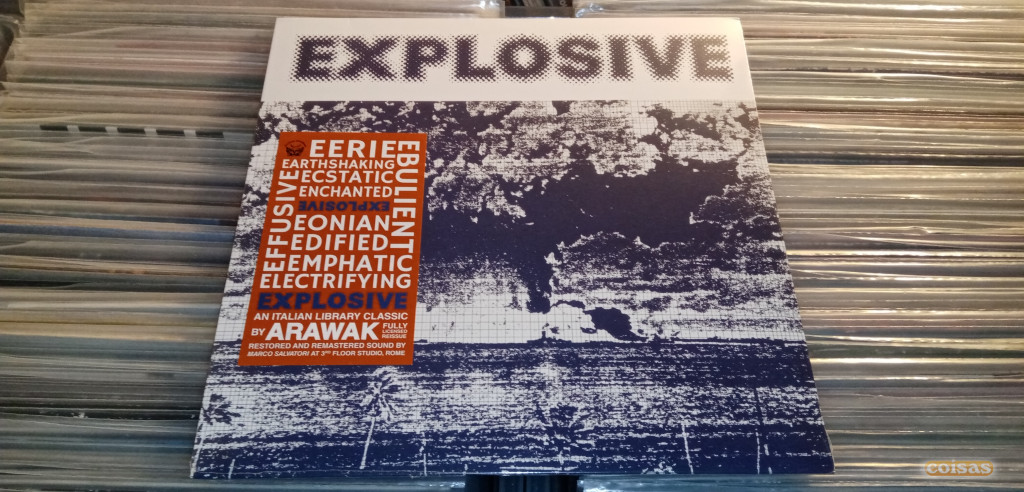 EXPLOSIVE
EERIE
EARTHSHAKING
ECSTATIC
ENCHANTED
EXPLOSIVE
EONIAN
EDIFIED
EMPHATIC
ELECTRIFYING
EFFUSIVE
EBULIENT
EXPLOSIVE
AN ITALIAN LIBRARY CLASSIC
BY ARAWAK FULLY LICENSED REISSUE
RESTORED AND REMASTERED SOUND BY
MARCO SALVATORI AT 3RD FLOOR STUDIO, ROME
coisas